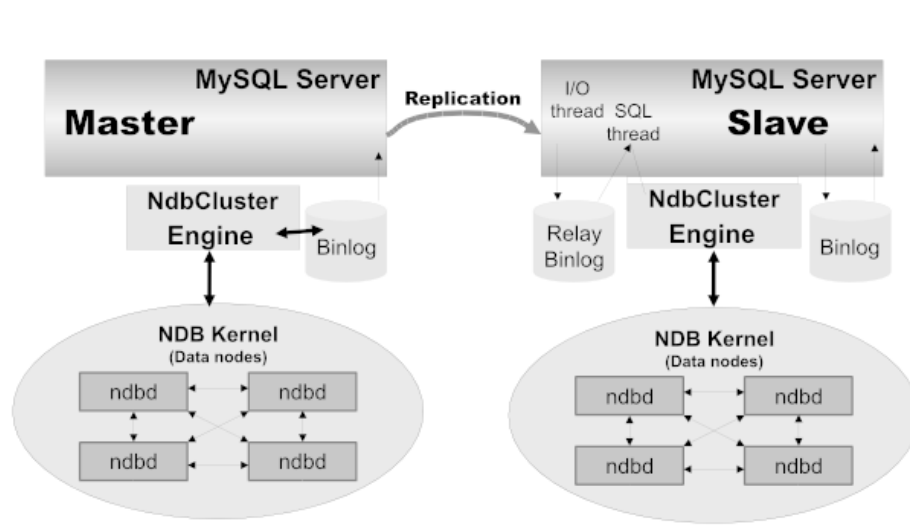 MySQL Server
Master
Replication
MySQL Server
I/O
thread
SQL
thread
Slave
NdbCluster
Engine
Binlog
Relay
Binlog
NdbCluster
Engine
Binlog
NDB Kernel
(Data nodes)
ndbd
ndbd
ndbd
ndbd
NDB Kernel
(Data nodes)
ndbd
ndbd
ndbd
ndbd